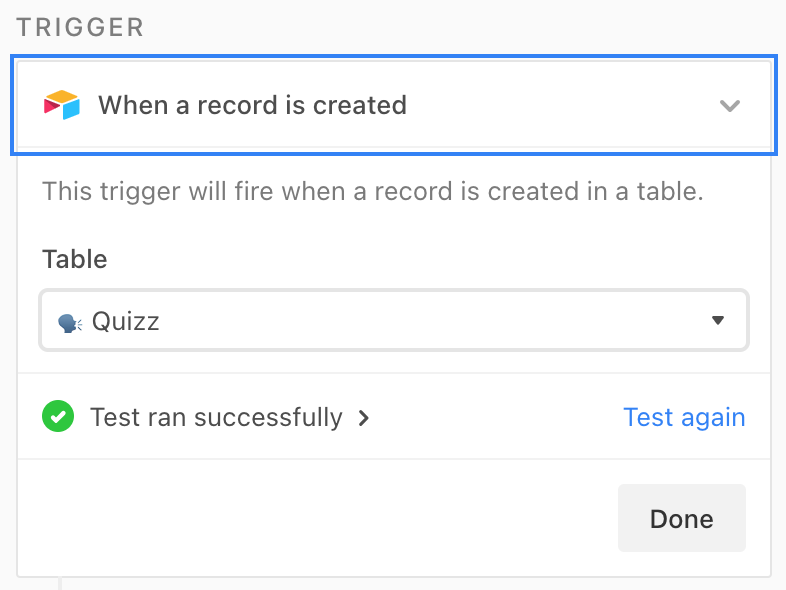 TRIGGER
When a record is created
This trigger will fire when a record is created in a table.
Table
🗣 Quizz
Test ran successfully
Test again
Done